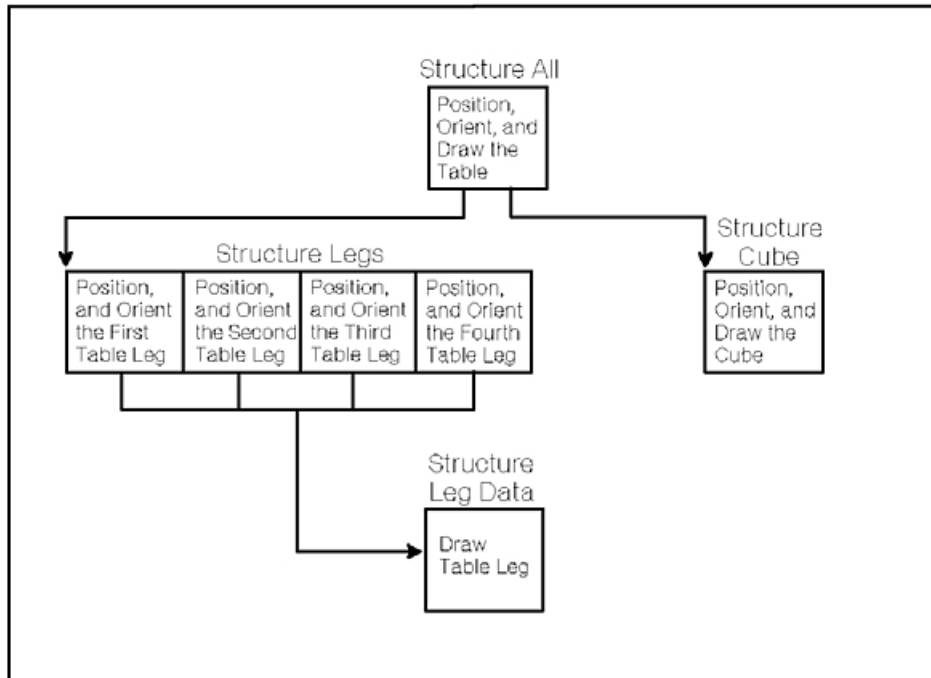 Structure All
Position,
Orient, and
Draw the
Table
Structure Legs
Position,
and Orient
the First
Table Leg
Position,
and Orient
the Second
Table Leg
Position,
and Orient
the Third
Table Leg
Position,
and Orient
the Fourth
Table Leg
Structure
Cube
Position,
Orient, and
Draw the
Cube
Structure
Leg Data
Draw
Table Leg